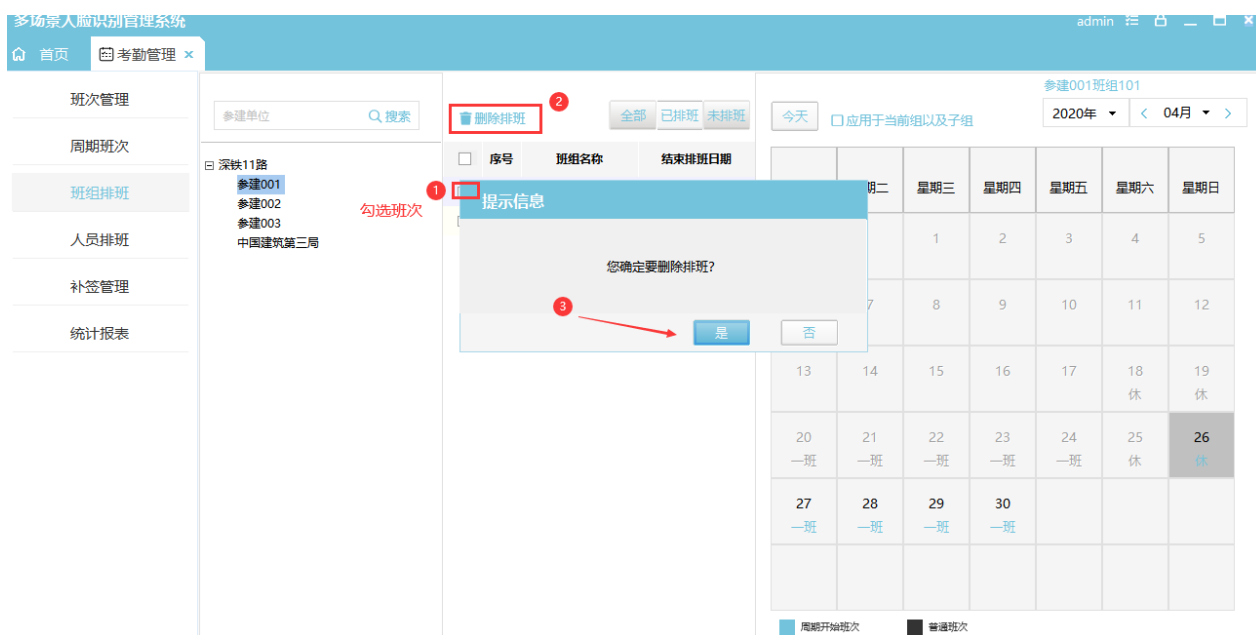 多场景人脸识别管理系统
admin
首页
考勤管理
班次管理
周期班次
班组排班
人员排班
补签管理
统计报表
参建单位
搜索
深铁11路
参建001
参建002
参建003
中国建筑第三局
勾选班次
2
删除排班
全部 已排班 未排班
序号 班组名称 结束排班日期
1
提示信息
您确定要删除排班?
3
是 否
参建001班组101
今天 应用于当前组以及子组 2020年 04月
期二 星期三 星期四 星期五 星期六 星期日
1 2 3 4 5
7 8 9 10 11 12
13 14 15 16 17 18 19
休 休
20 21 22 23 24 25 26
一班 一班 一班 一班 一班 休 休
27 28 29 30
一班 一班 一班 一班
周期开始班次 普通班次